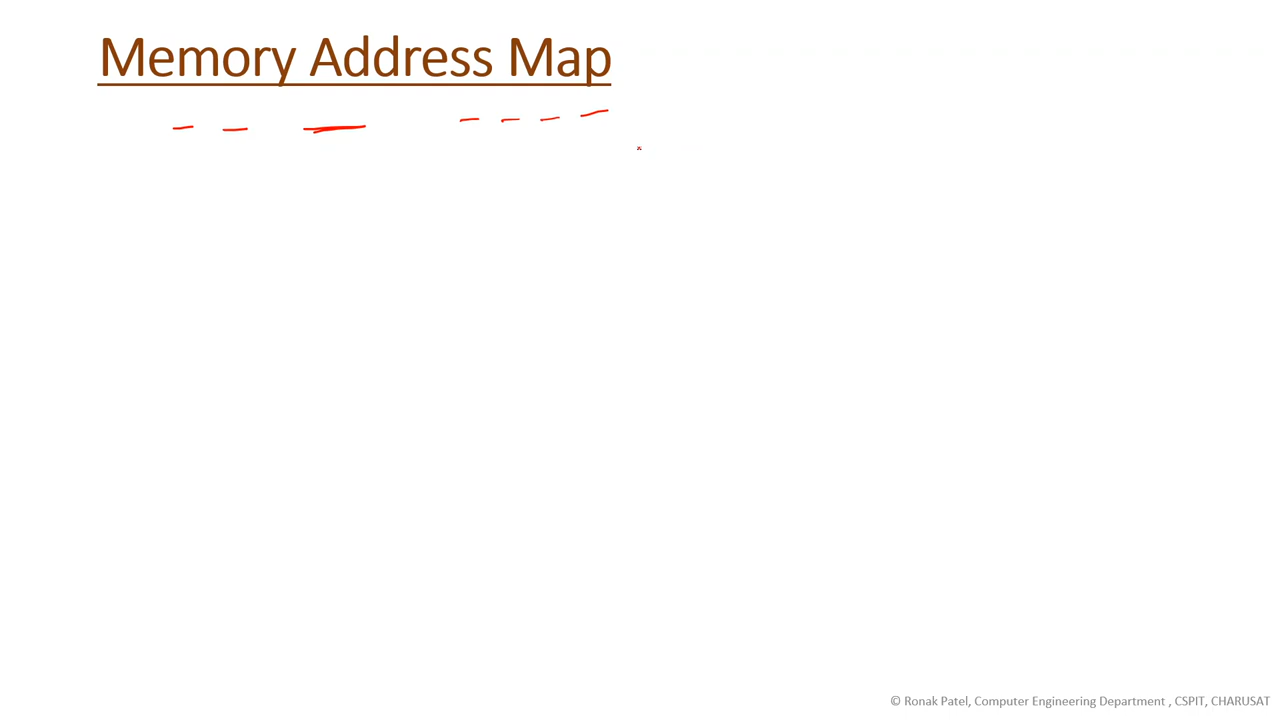 Memory Address Map
© Ronak Patel, Computer Engineering Department , CSPIT, CHARUSAT